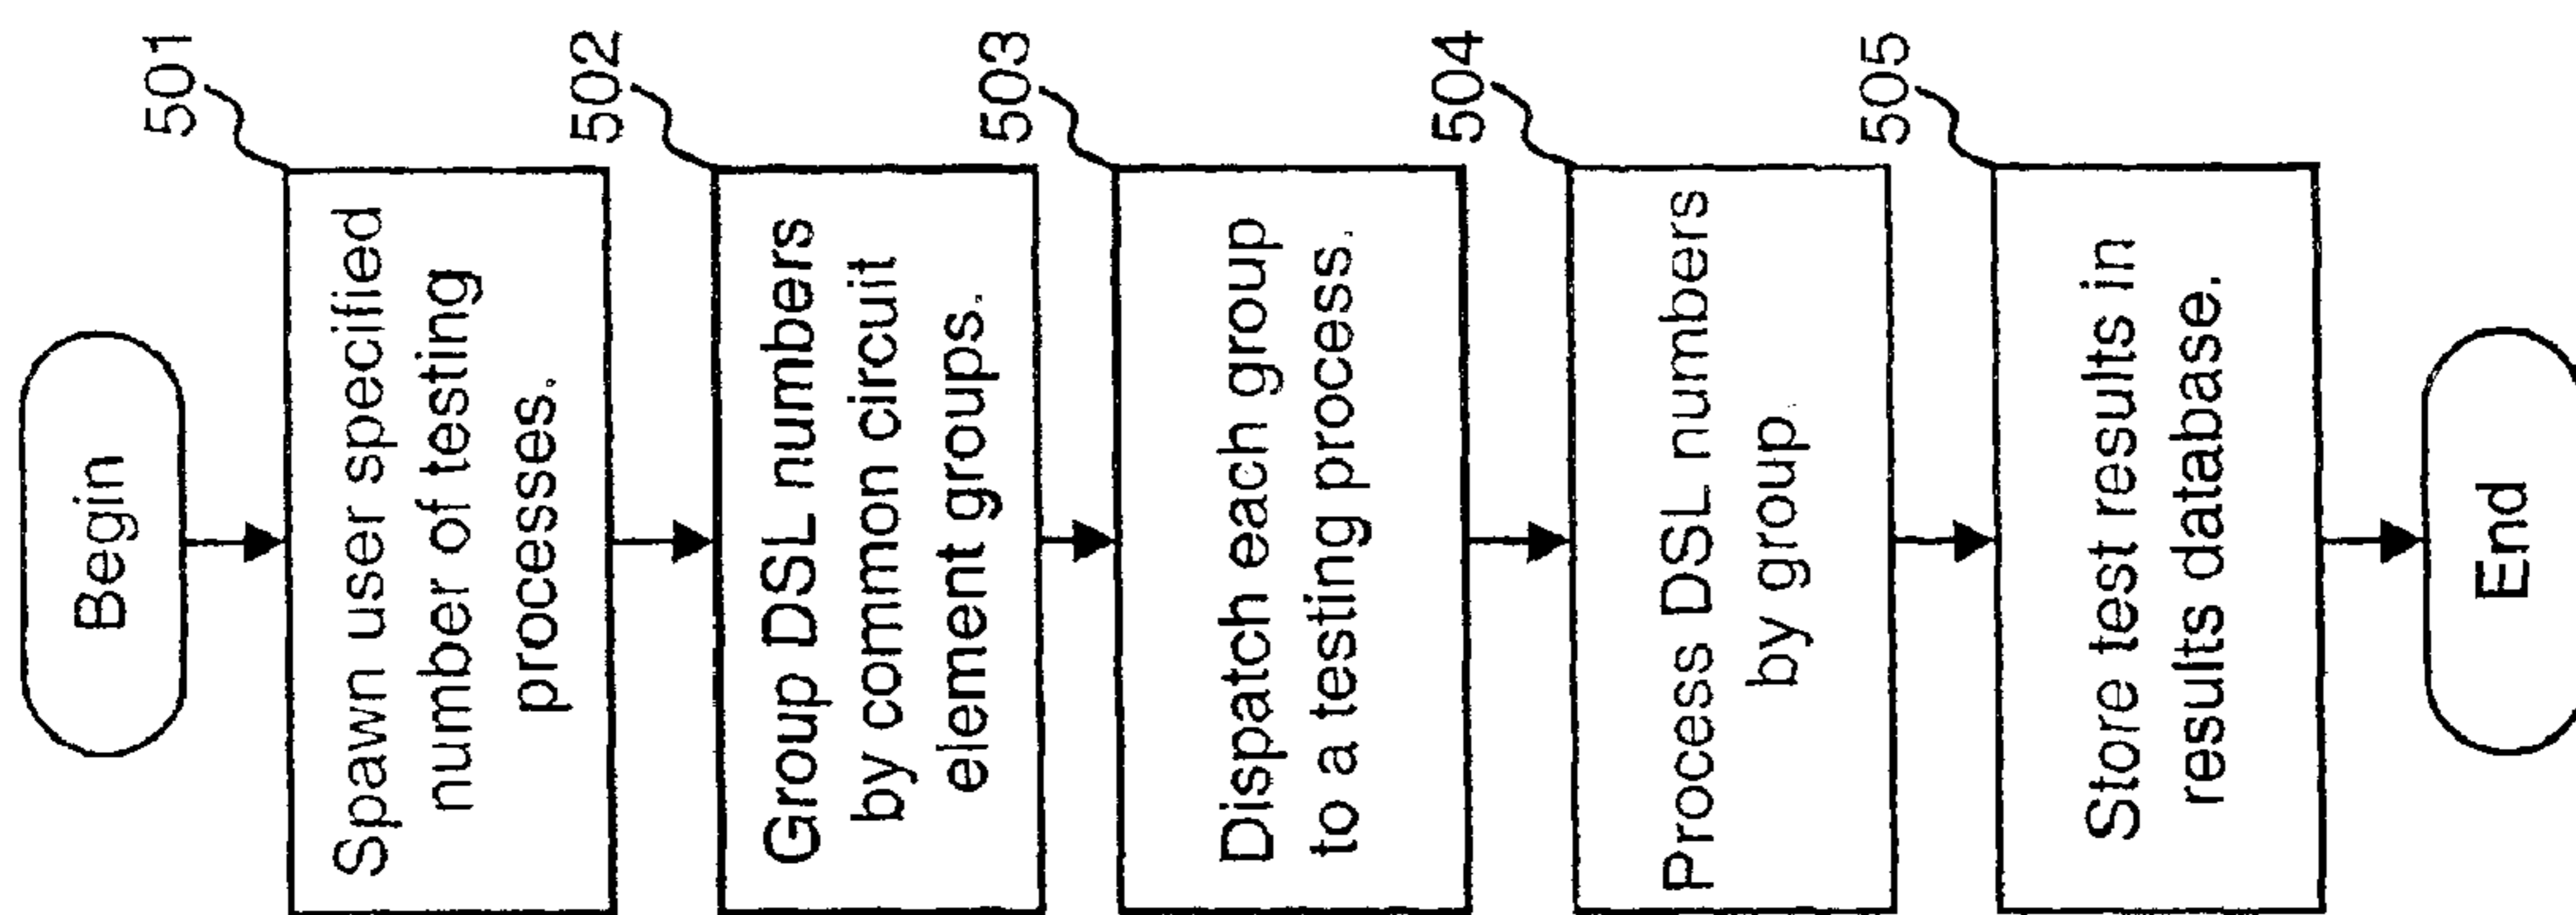 Begin
501
Spawn user specified
number of testing
processes.
502
Group DSL numbers
by common circuit
element groups.
503
Dispatch each group
to a testing process.
504
Process DSL numbers
by group.
505
Store test results in
results database.
End